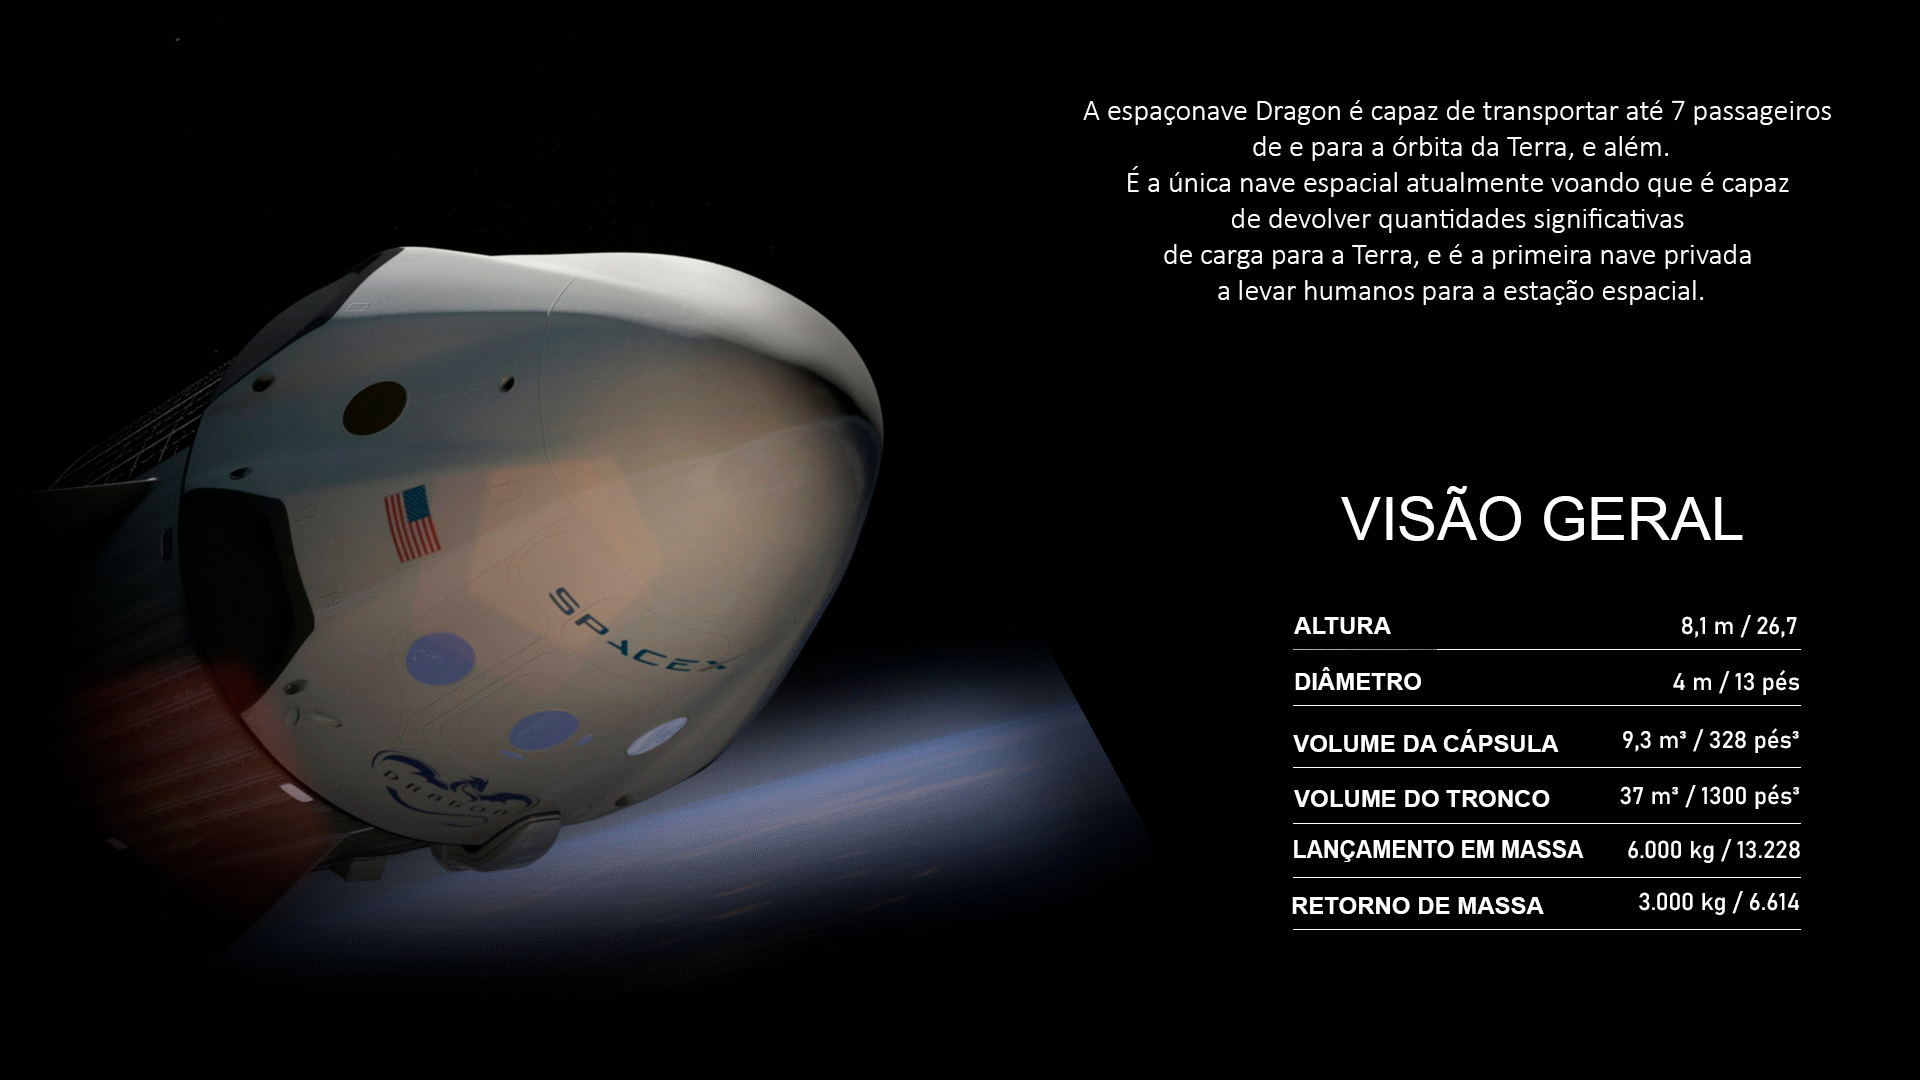 A espaçonave Dragon é capaz de transportar até 7 passageiros
de e para a órbita da Terra, e além.
É a única nave espacial atualmente voando que é capaz
de devolver quantidades significativas
de carga para a Terra, e é a primeira nave privada
a levar humanos para a estação espacial.
SPACEX
DRAGON
VISÃO GERAL
ALTURA 8,1 m / 26,7
DIÂMETRO 4 m / 13 pés
VOLUME DA CÁPSULA 9,3 m³ / 328 pés³
VOLUME DO TRONCO 37 m³ / 1300 pés³
LANÇAMENTO EM MASSA 6.000 kg / 13.228
RETORNO DE MASSA 3.000 kg / 6.614